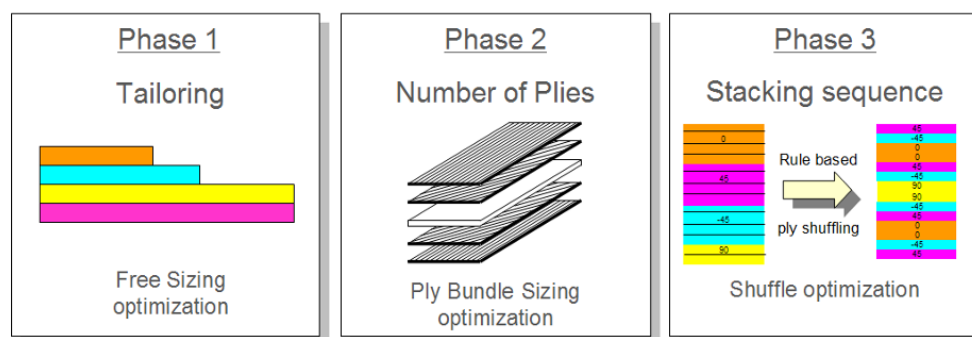 Phase 1
Tailoring
Free Sizing
optimization
Phase 2
Number of Plies
Ply Bundle Sizing
optimization
Phase 3
Stacking sequence
0
45
-45
90
Rule based
ply shuffling
45
-45
0
0
45
-45
90
90
-45
45
0
0
-45
45
Shuffle optimization